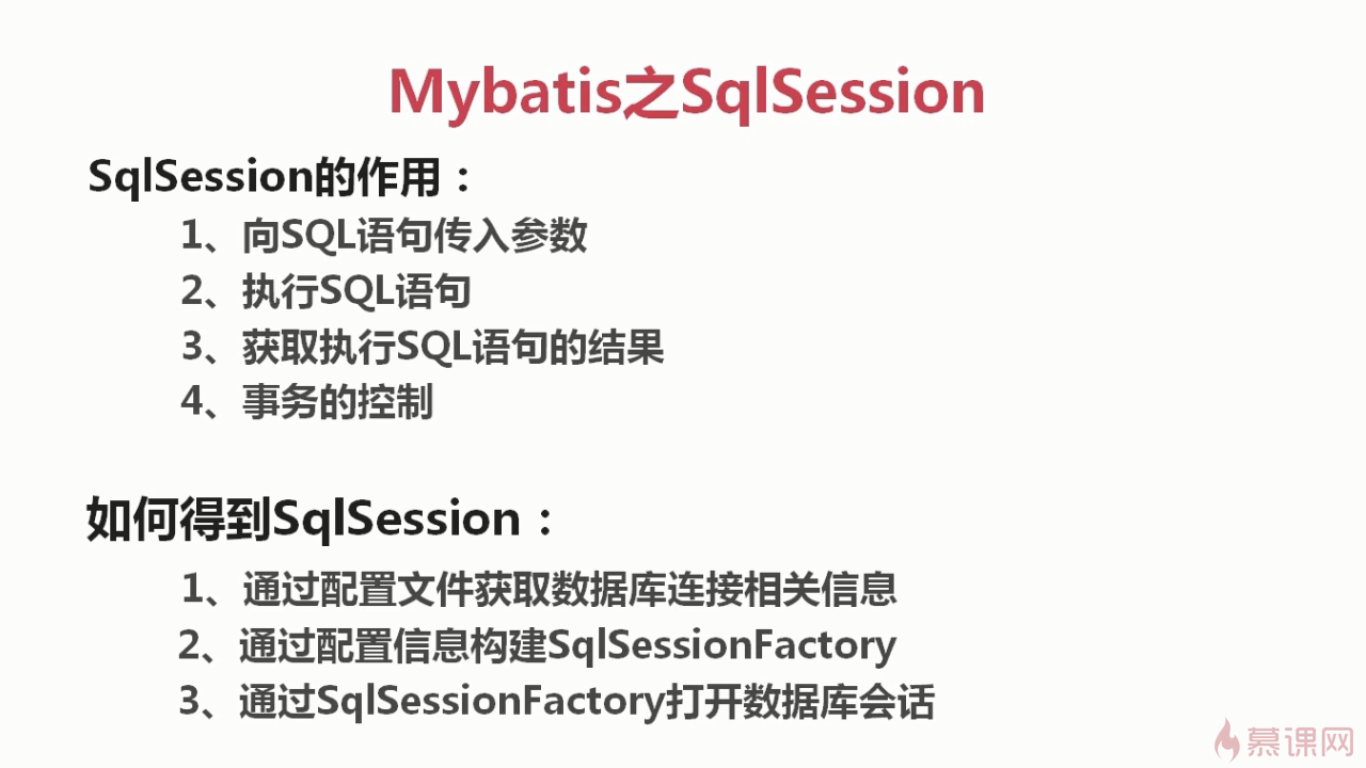 Mybatis之SqlSession
SqlSession的作用：
1、向SQL语句传入参数
2、执行SQL语句
3、获取执行SQL语句的结果
4、事务的控制
如何得到SqlSession：
1、通过配置文件获取数据库连接相关信息
2、通过配置信息构建SqlSessionFactory
3、通过SqlSessionFactory打开数据库会话
慕课网